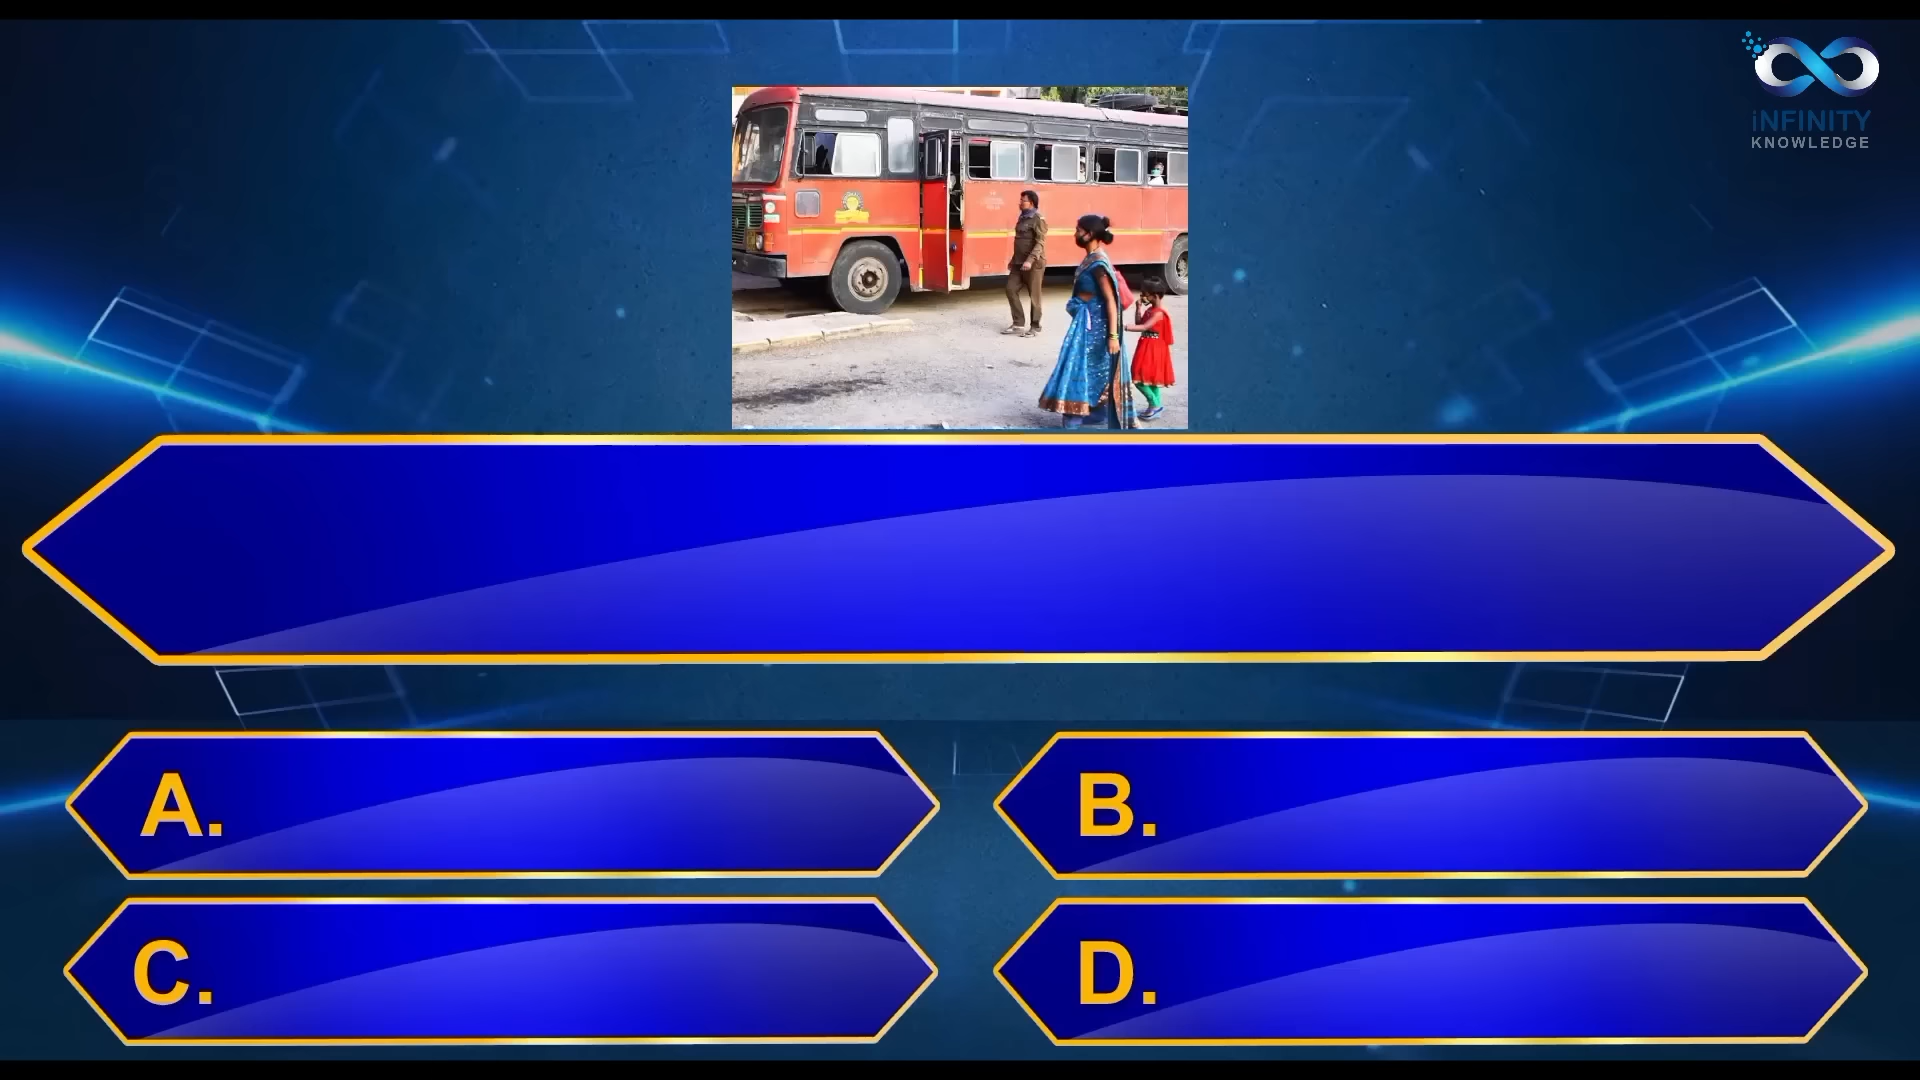 iNFINITY
KNOWLEDGE
A.
B.
C.
D.